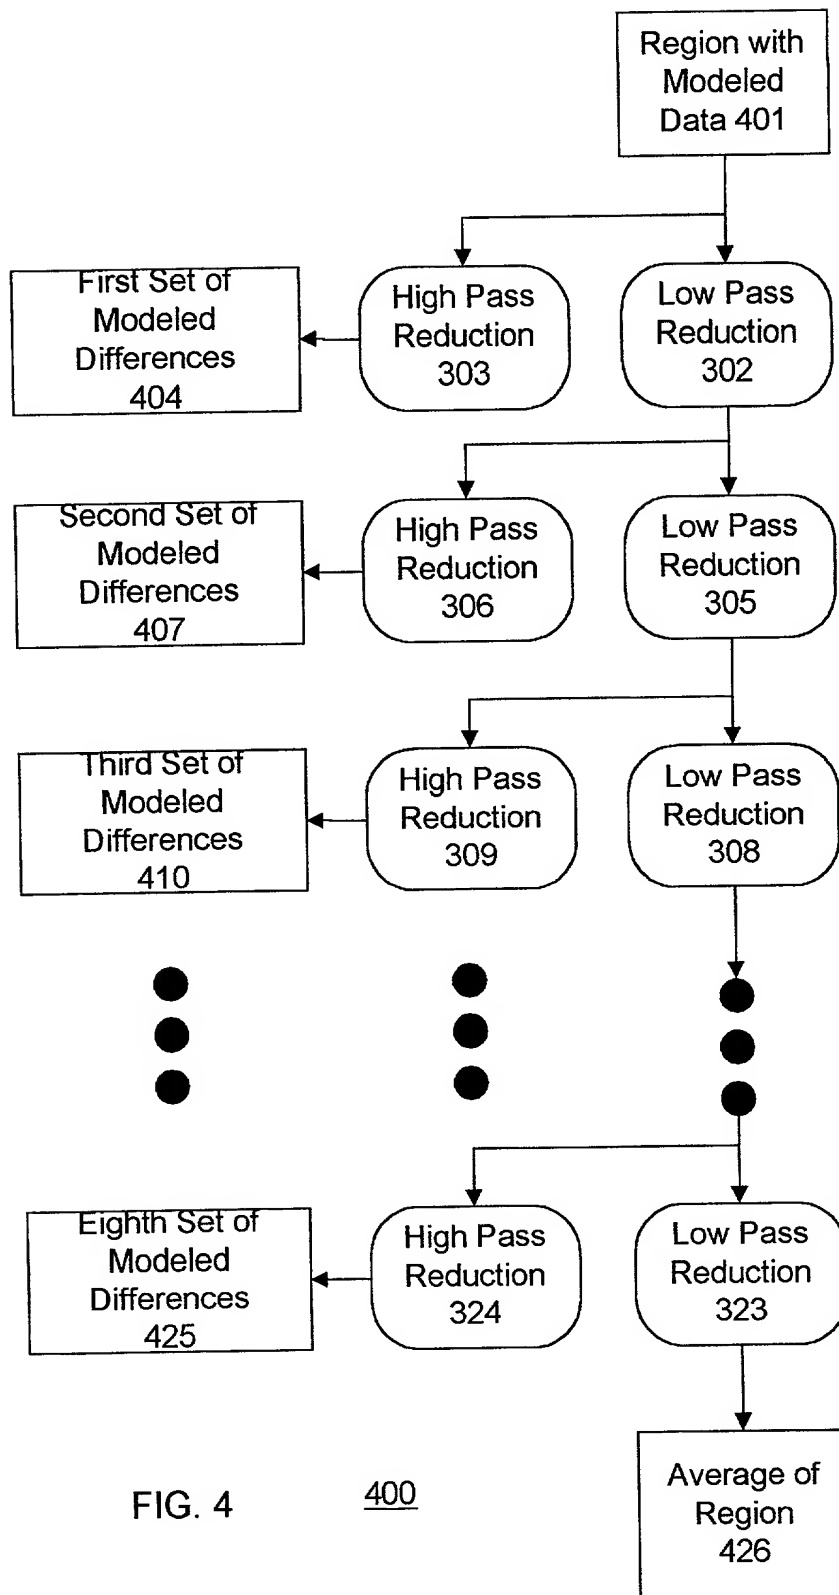 Region with
Modeled
Data 401
First Set of
Modeled
Differences
404
High Pass
Reduction
303
Low Pass
Reduction
302
Second Set of
Modeled
Differences
407
High Pass
Reduction
306
Low Pass
Reduction
305
Third Set of
Modeled
Differences
410
High Pass
Reduction
309
Low Pass
Reduction
308
Eighth Set of
Modeled
Differences
425
High Pass
Reduction
324
Low Pass
Reduction
323
Average of
Region
426
FIG. 4
400